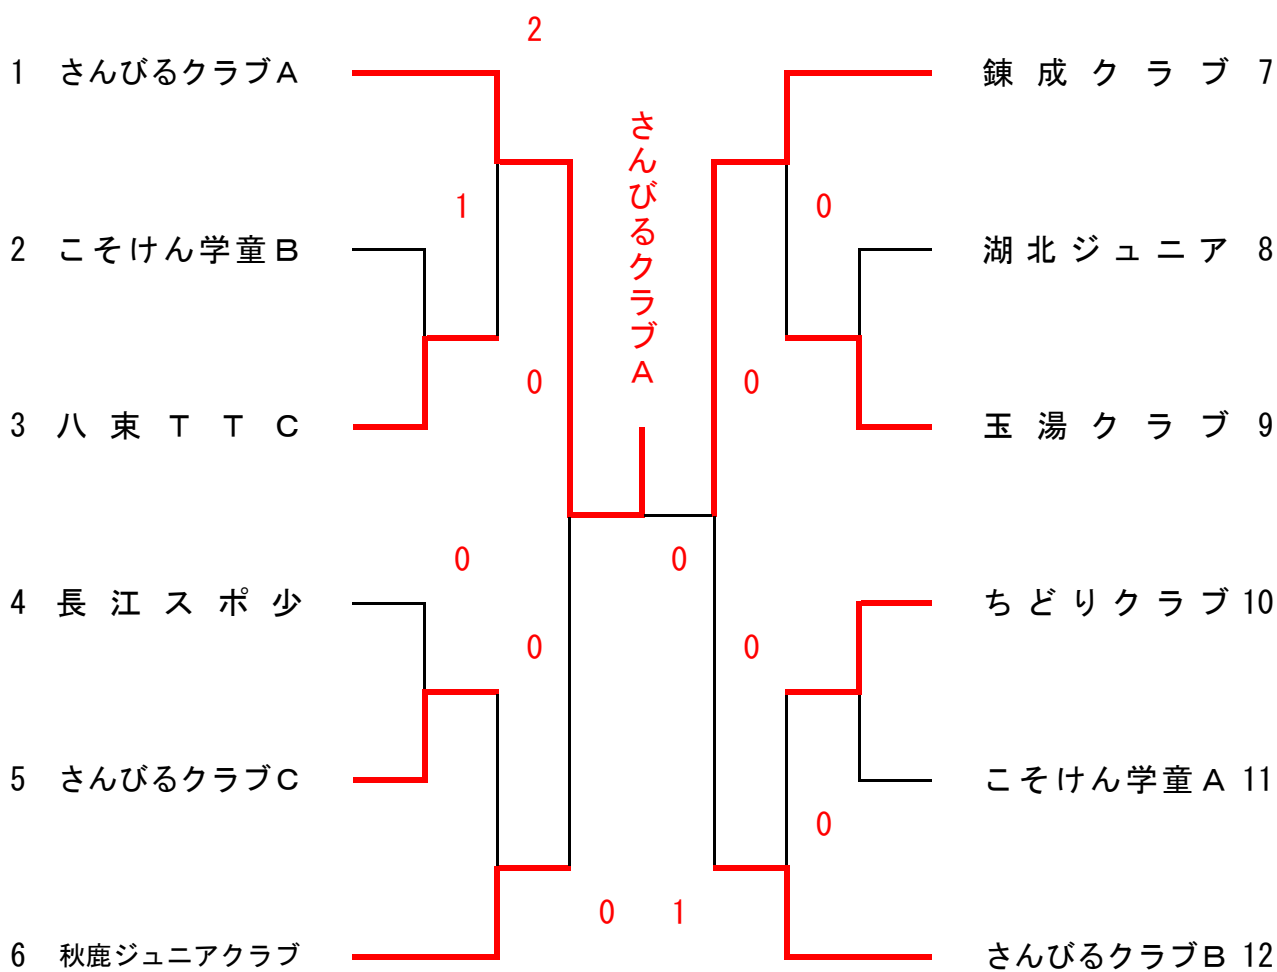 2
1 さんびるクラブA
錬成クラブ 7
さんびるクラブA
1
0
2 こそけん学童B
湖北ジュニア 8
0
0
3 八束TTC
玉湯クラブ 9
0
0
4 長江スポ少
ちどりクラブ 10
0
0
5 さんびるクラブC
こそけん学童A 11
0
0 1
6 秋鹿ジュニアクラブ
さんびるクラブB 12